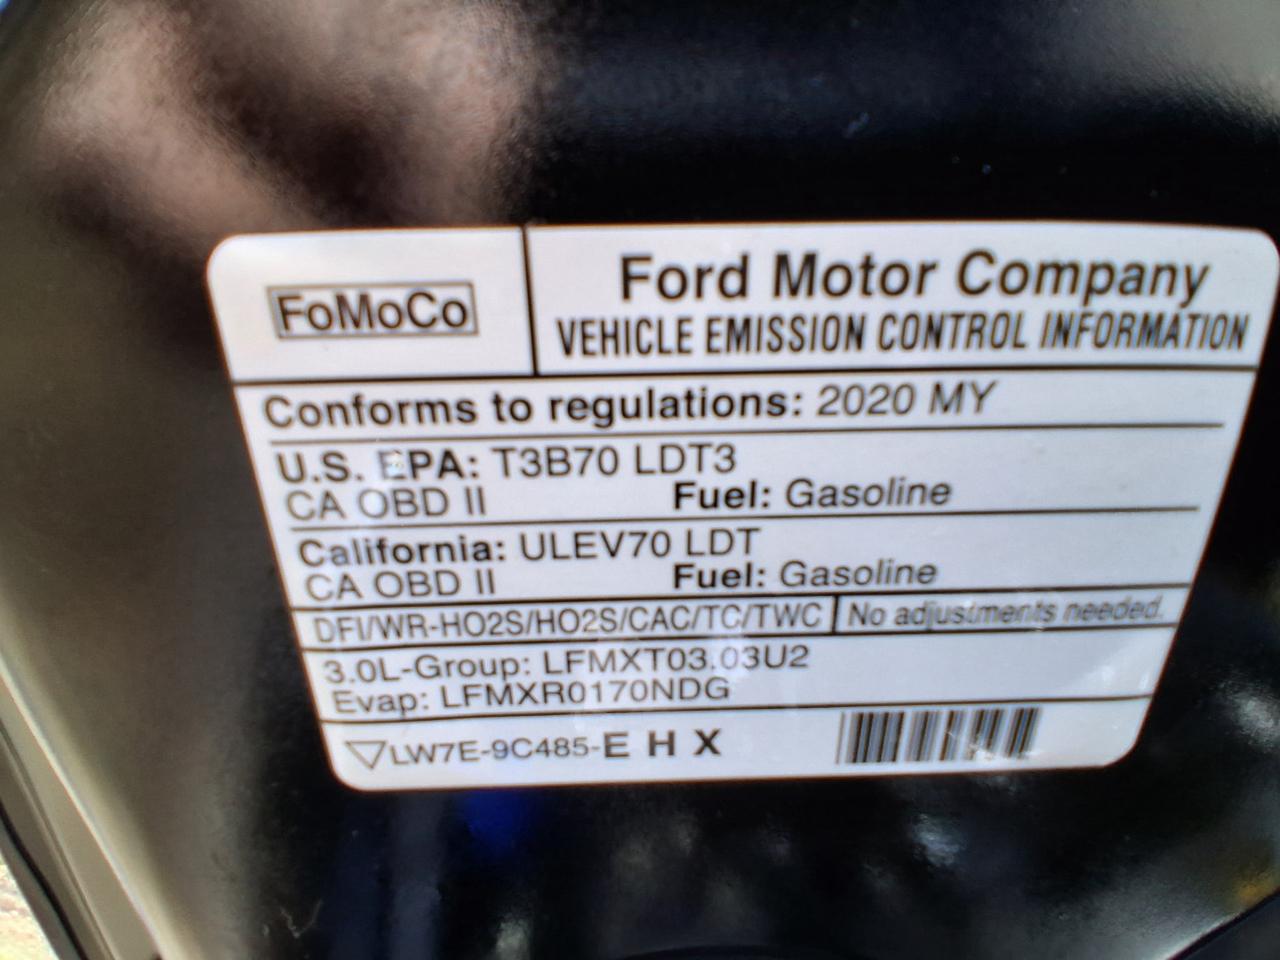 FoMoCo
Ford Motor Company
VEHICLE EMISSION CONTROL INFORMATION
Conforms to regulations: 2020 MY
U.S. EPA: T3B70 LDT3
CA OBD II Fuel: Gasoline
California: ULEV70 LDT
CA OBD II Fuel: Gasoline
DFI/WR-HO2S/HO2S/CAC/TC/TWC No adjustments needed.
3.0L-Group: LFMXT03.03U2
Evap: LFMXR0170NDG
LW7E-9C485-E H X